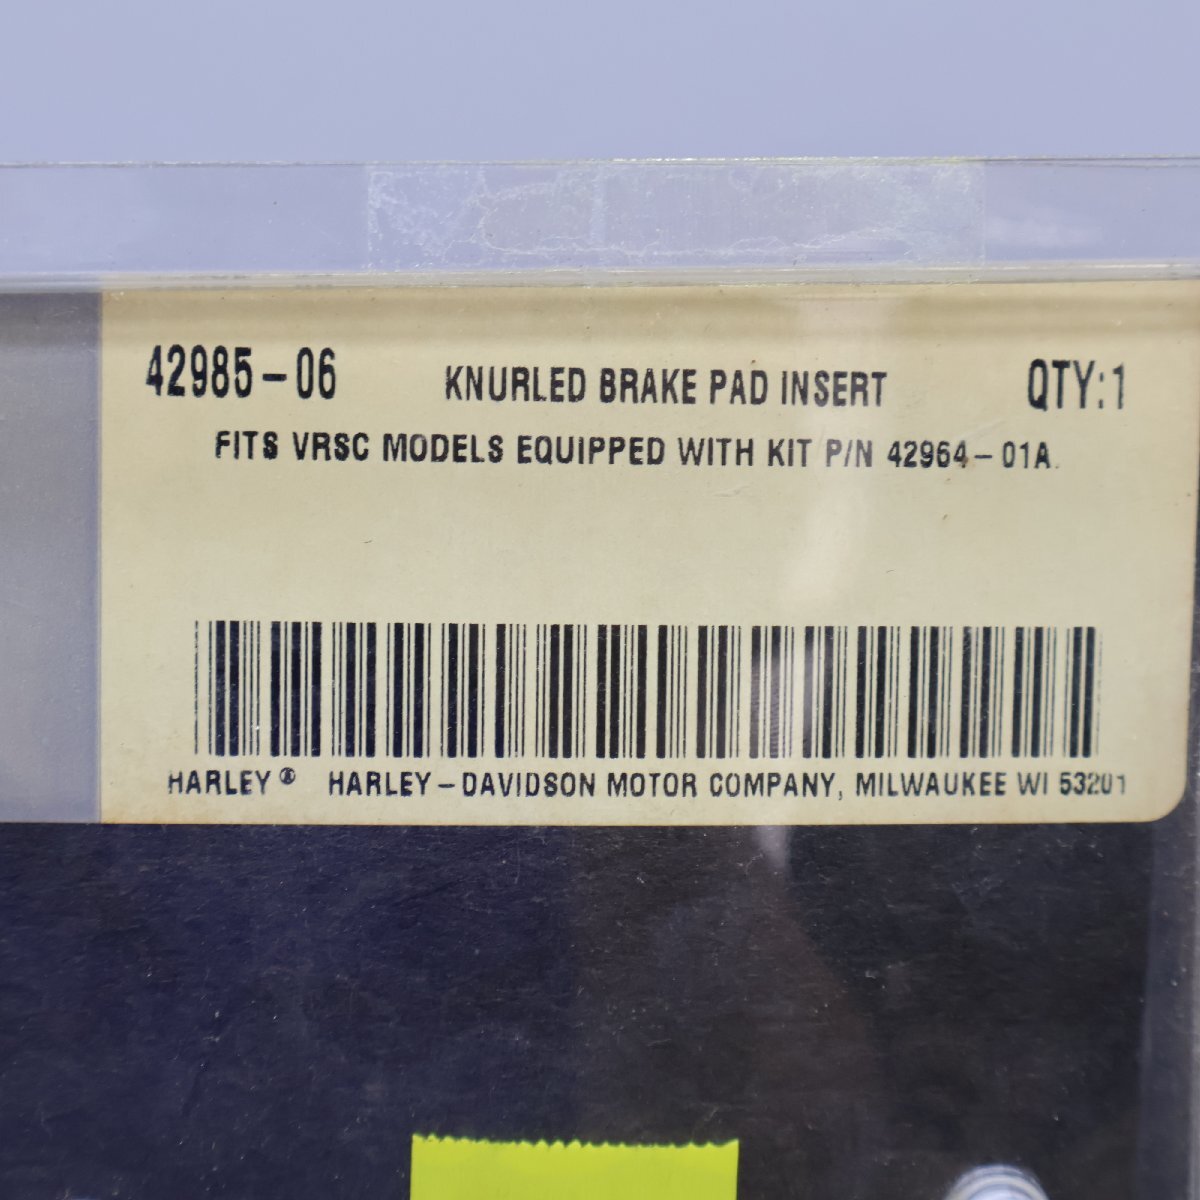 42985-06 KNURLED BRAKE PAD INSERT QTY:1
FITS VRSC MODELS EQUIPPED WITH KIT P/N 42964-01A.
HARLEY® HARLEY-DAVIDSON MOTOR COMPANY, MILWAUKEE WI 53201